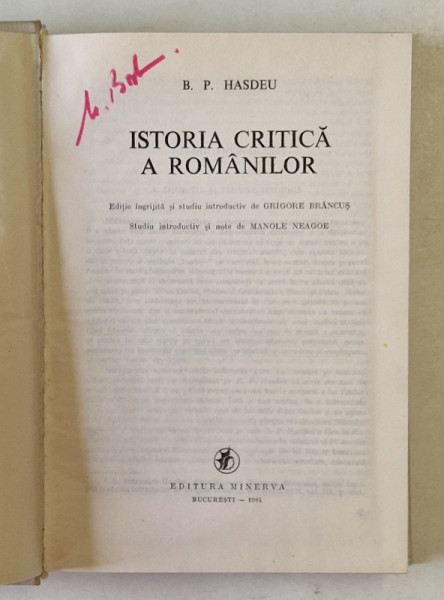 B. P. HASDEU
ISTORIA CRITICĂ
A ROMÂNILOR
Ediție îngrijită și studiu introductiv de GRIGORE BRÂNCUȘ
Studiu introductiv și note de MANOLE NEAGOE
EDITURA MINERVA
BUCUREȘTI — 1984